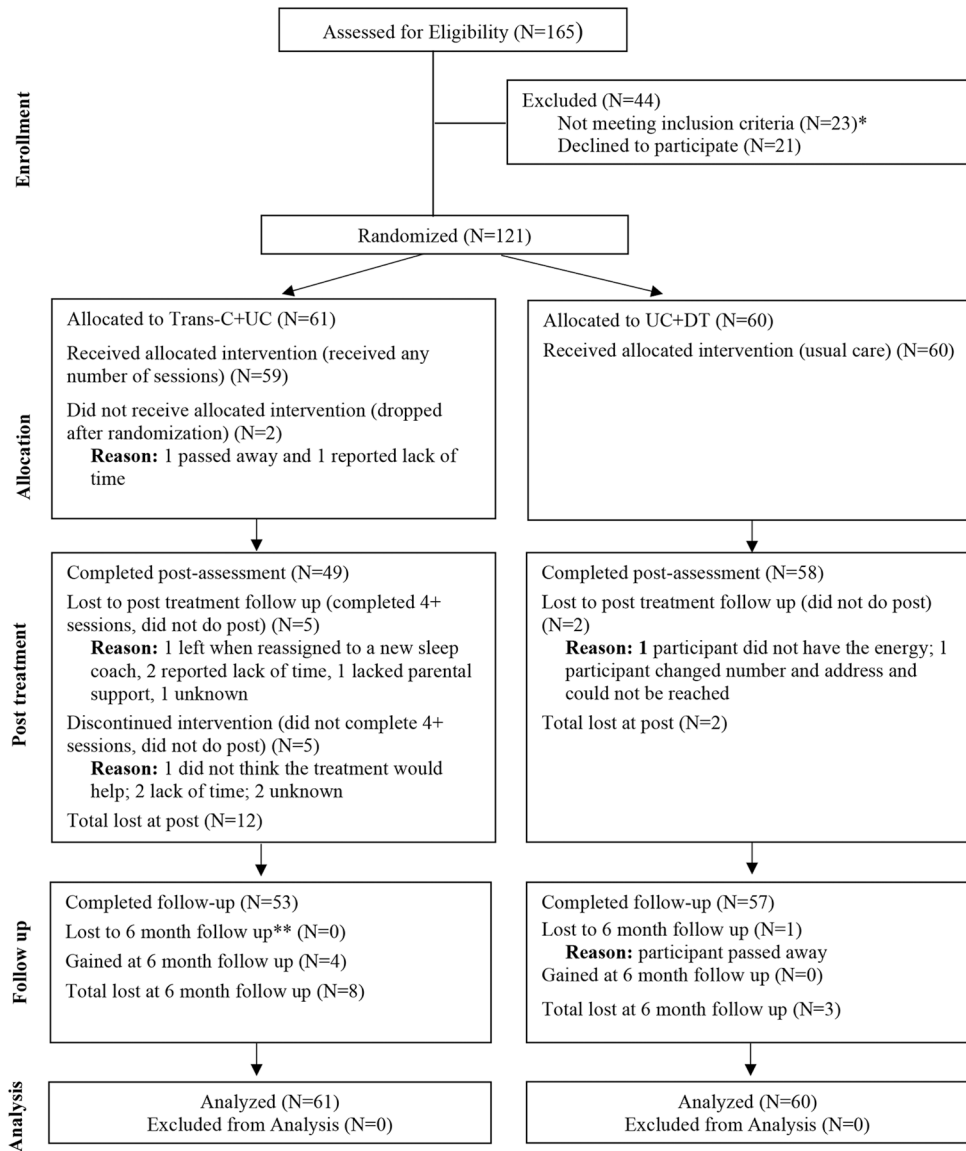 Assessed for Eligibility (N=165)
Enrollment
Excluded (N=44)
Not meeting inclusion criteria (N=23)*
Declined to participate (N=21)
Randomized (N=121)
Allocation
Allocated to Trans-C+UC (N=61)
Received allocated intervention (received any
number of sessions) (N=59)
Did not receive allocated intervention (dropped
after randomization) (N=2)
Reason: 1 passed away and 1 reported lack of
time
Allocated to UC+DT (N=60)
Received allocated intervention (usual care) (N=60)
Post treatment
Completed post-assessment (N=49)
Lost to post treatment follow up (completed 4+
sessions, did not do post) (N=5)
Reason: 1 left when reassigned to a new sleep
coach, 2 reported lack of time, 1 lacked parental
support, 1 unknown
Discontinued intervention (did not complete 4+
sessions, did not do post) (N=5)
Reason: 1 did not think the treatment would
help; 2 lack of time; 2 unknown
Total lost at post (N=12)
Completed post-assessment (N=58)
Lost to post treatment follow up (did not do post)
(N=2)
Reason: 1 participant did not have the energy; 1
participant changed number and address and
could not be reached
Total lost at post (N=2)
Follow up
Completed follow-up (N=53)
Lost to 6 month follow up** (N=0)
Gained at 6 month follow up (N=4)
Total lost at 6 month follow up (N=8)
Completed follow-up (N=57)
Lost to 6 month follow up (N=1)
Reason: participant passed away
Gained at 6 month follow up (N=0)
Total lost at 6 month follow up (N=3)
Analysis
Analyzed (N=61)
Excluded from Analysis (N=0)
Analyzed (N=60)
Excluded from Analysis (N=0)